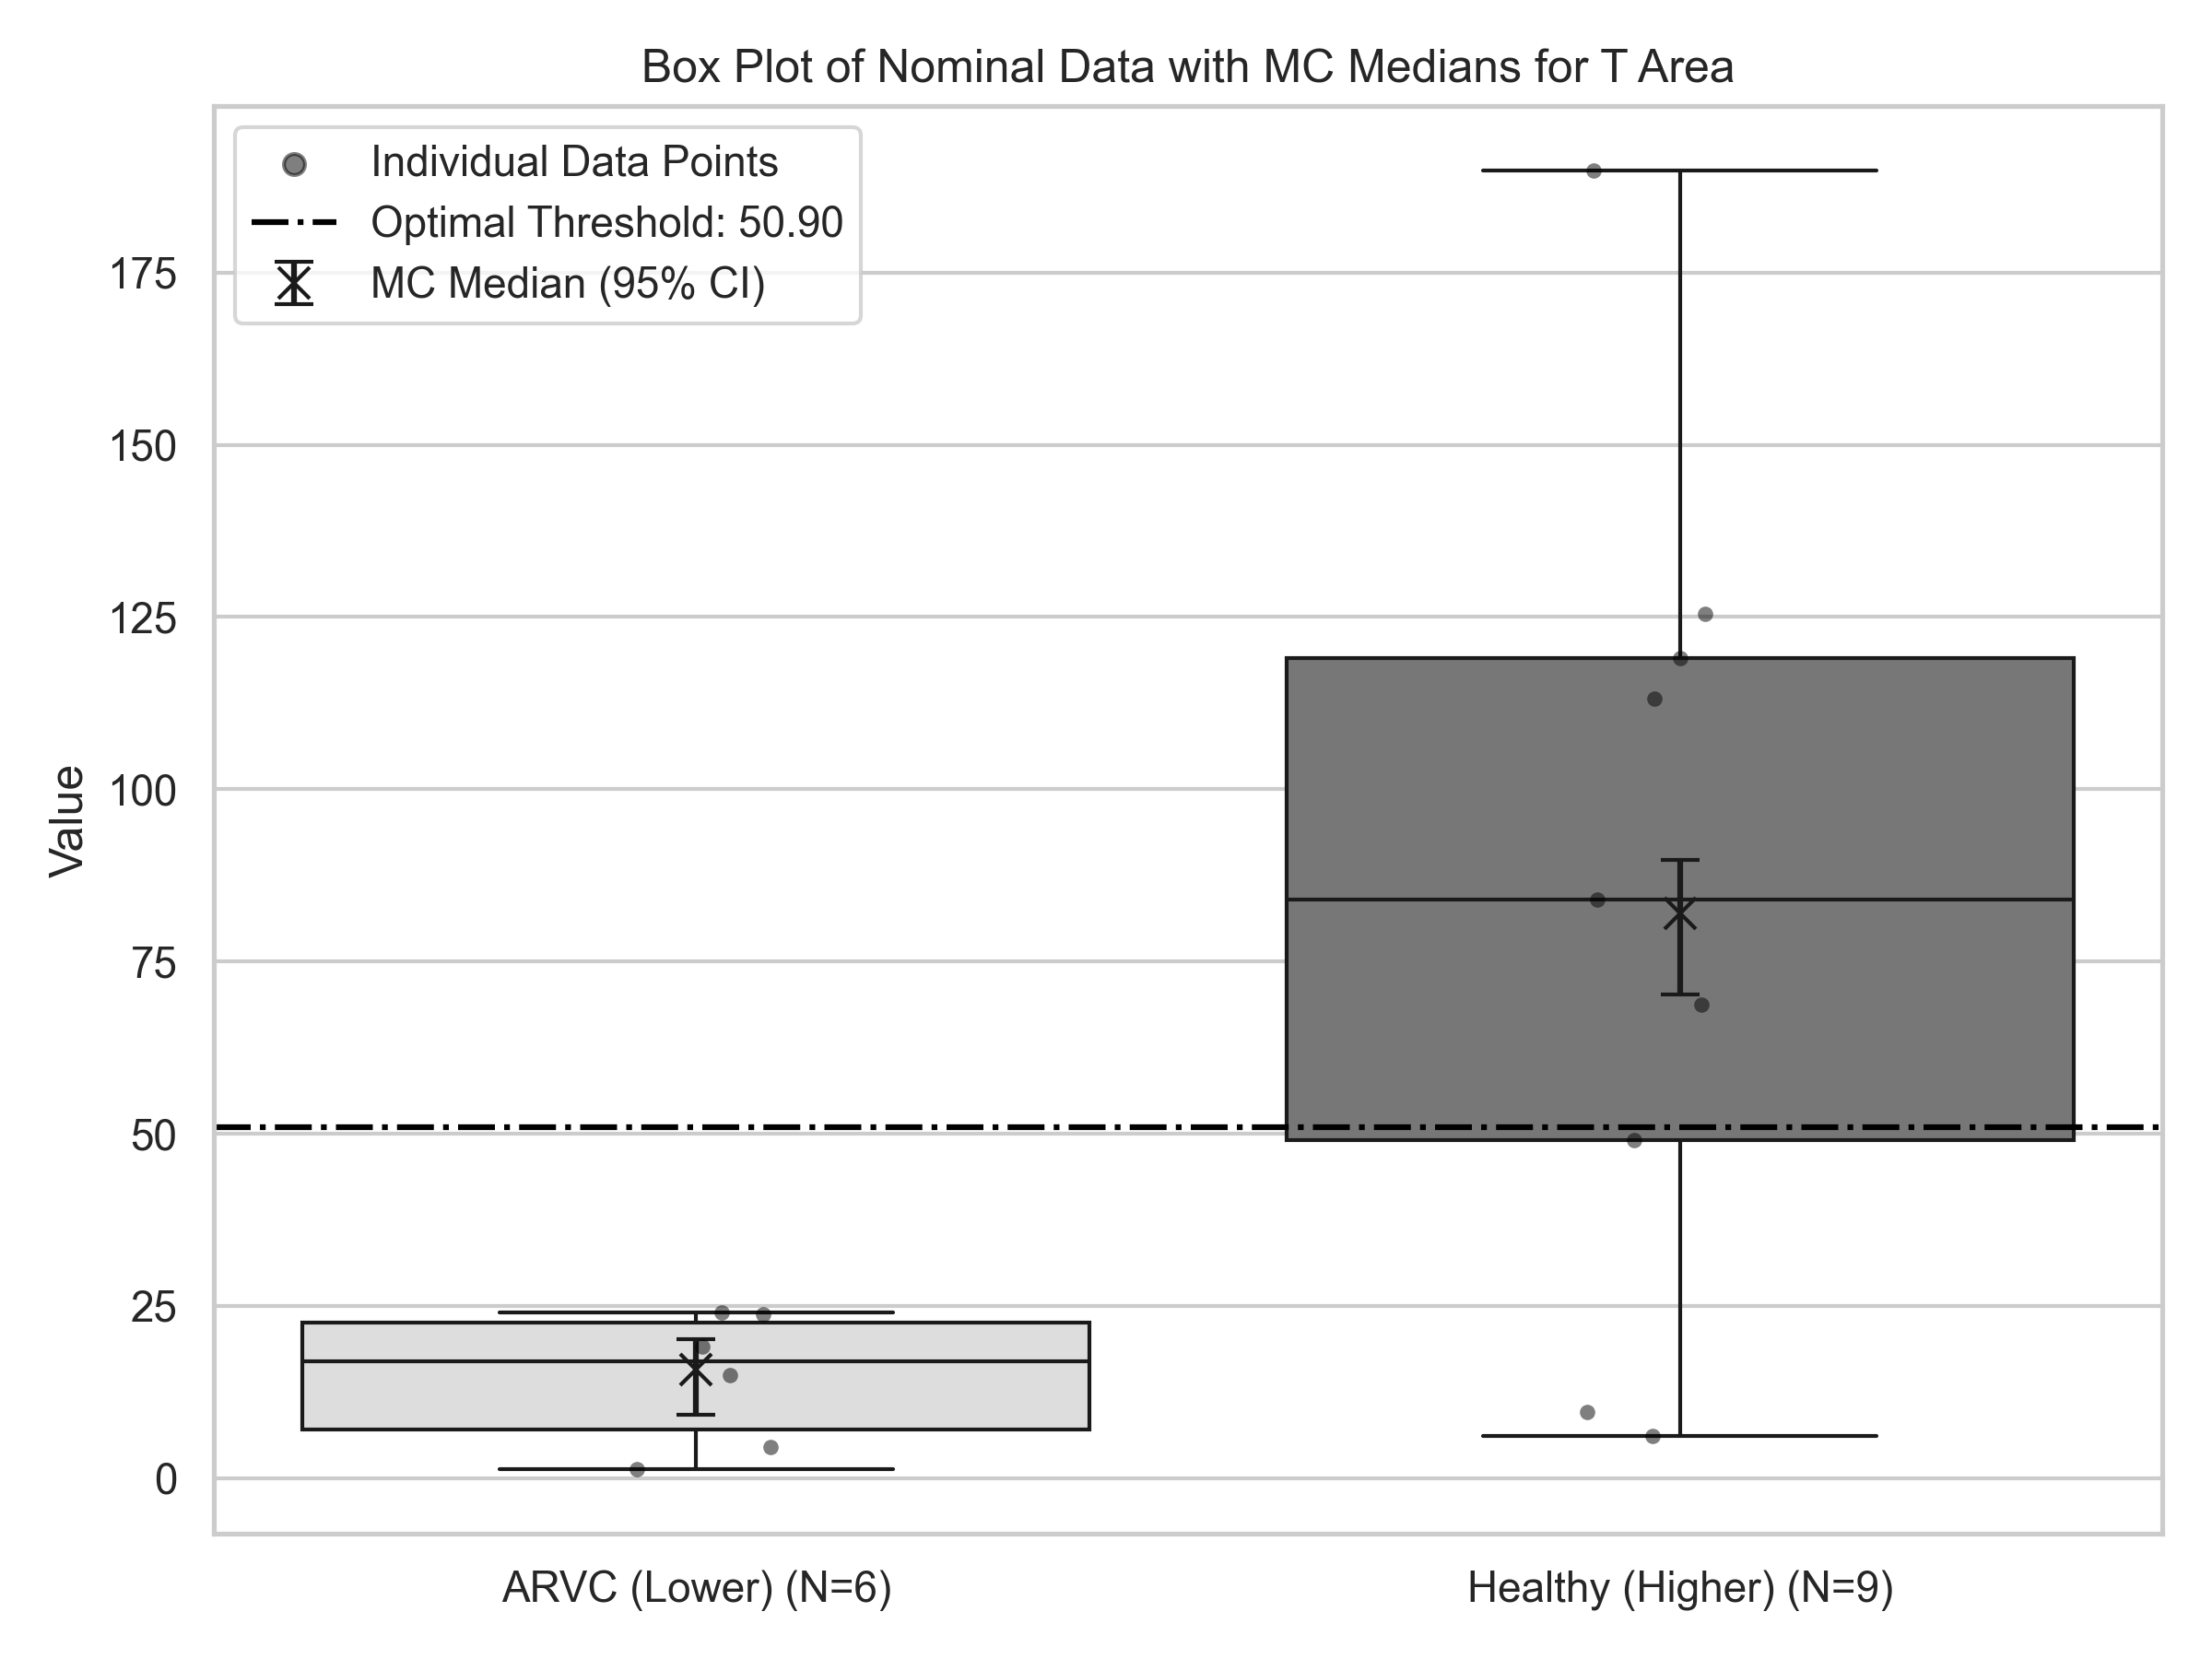 Box Plot of Nominal Data with MC Medians for T Area
Individual Data Points
Optimal Threshold: 50.90
MC Median (95% CI)
175
150
125
100
75
50
25
0
Value
ARVC (Lower) (N=6)
Healthy (Higher) (N=9)